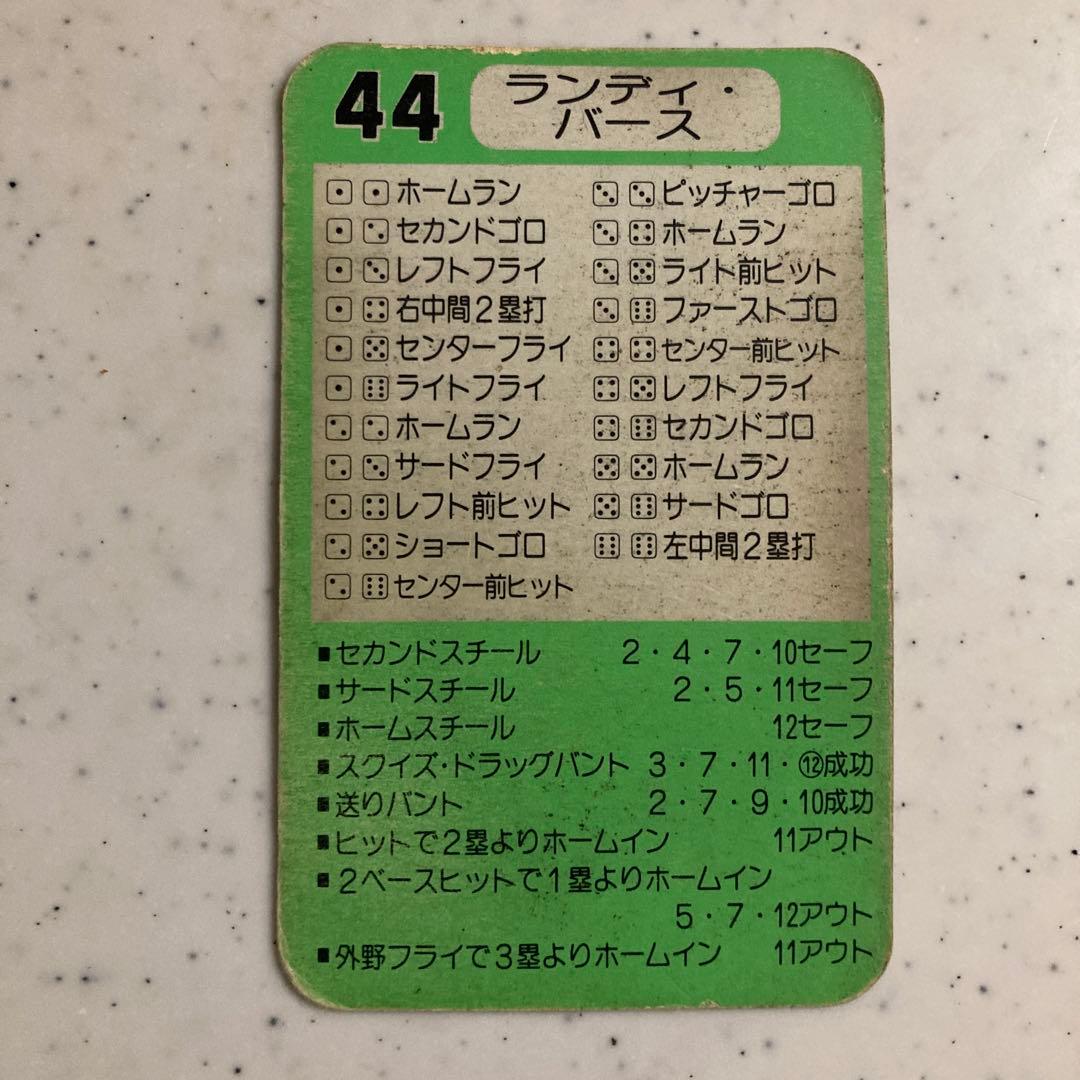 44
ランディ・
バース
ホームラン
セカンドゴロ
レフトフライ
右中間2塁打
センターフライ
ライトフライ
ホームラン
サードフライ
レフト前ヒット
ショートゴロ
センター前ヒット
ピッチャーゴロ
ホームラン
ライト前ヒット
ファーストゴロ
センター前ヒット
レフトフライ
セカンドゴロ
ホームラン
サードゴロ
左中間2塁打
■セカンドスチール 2・4・7・10セーフ
■サードスチール 2・5・11セーフ
■ホームスチール 12セーフ
■スクイズ・ドラッグバント 3・7・11・⑫成功
■送りバント 2・7・9・10成功
■ヒットで2塁よりホームイン 11アウト
■2ベースヒットで1塁よりホームイン
5・7・12アウト
■外野フライで3塁よりホームイン 11アウト